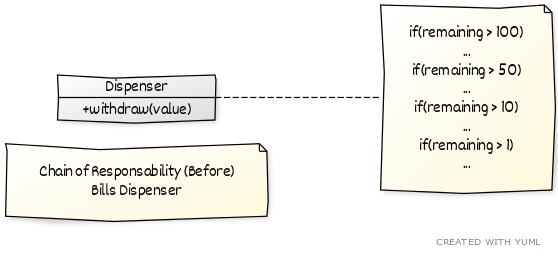 Dispenser
+withdraw(value)
Chain of Responsability (Before)
Bills Dispenser
if(remaining > 100)
...
if(remaining > 50)
...
if(remaining > 10)
...
if(remaining > 1)
...
CREATED WITH YUML